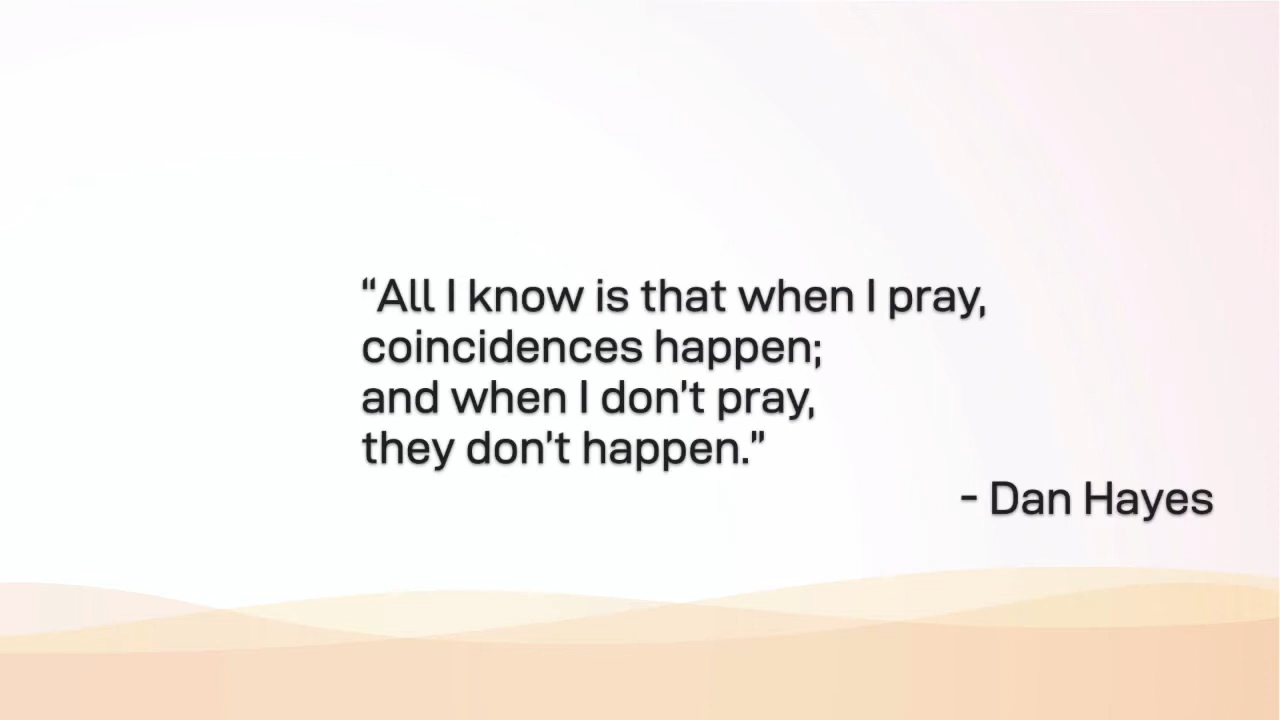 “All I know is that when I pray,
coincidences happen;
and when I don’t pray,
they don’t happen.”
- Dan Hayes